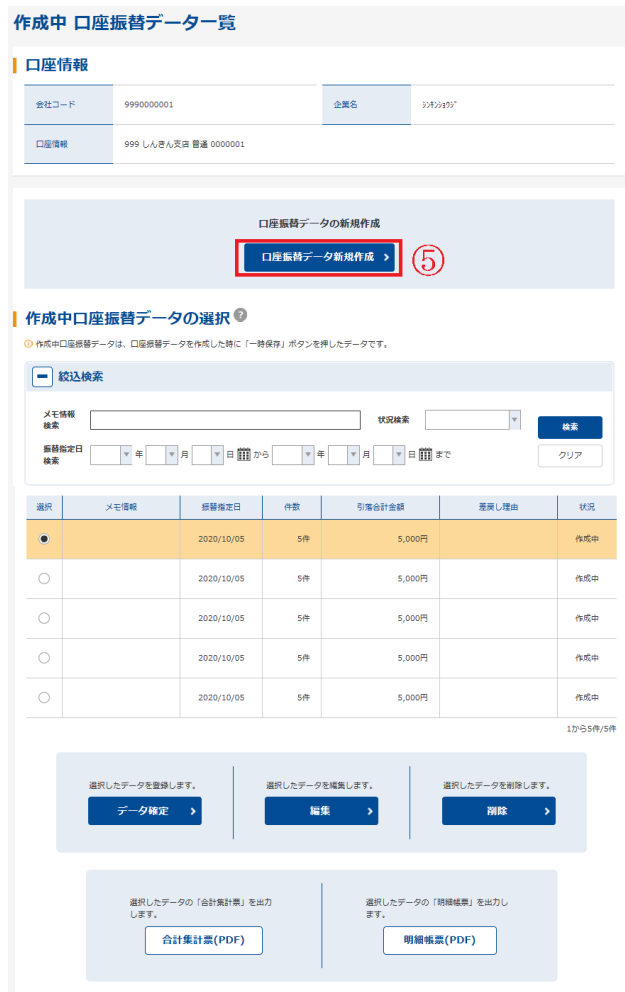 作成中 口座振替データ一覧
口座情報
会社コード 9990000001 企業名 ｼﾝｷﾝｼｮｳｼﾞ
口座情報 999 しんきん支店 普通 0000001
口座振替データの新規作成
口座振替データ新規作成 ⑤
作成中口座振替データの選択
作成中口座振替データは、口座振替データを作成した時に「一時保存」ボタンを押したデータです。
絞込検索
メモ情報検索 状況検索 検索
振替指定日検索 年 月 日 から 年 月 日 まで クリア
選択 メモ情報 振替指定日 件数 引落合計金額 差戻し理由 状況
2020/10/05 5件 5,000円 作成中
2020/10/05 5件 5,000円 作成中
2020/10/05 5件 5,000円 作成中
2020/10/05 5件 5,000円 作成中
2020/10/05 5件 5,000円 作成中
1から5件/5件
選択したデータを登録します。 選択したデータを編集します。 選択したデータを削除します。
データ確定 編集 削除
選択したデータの「合計集計票」を出力します。 選択したデータの「明細帳票」を出力します。
合計集計票(PDF) 明細帳票(PDF)